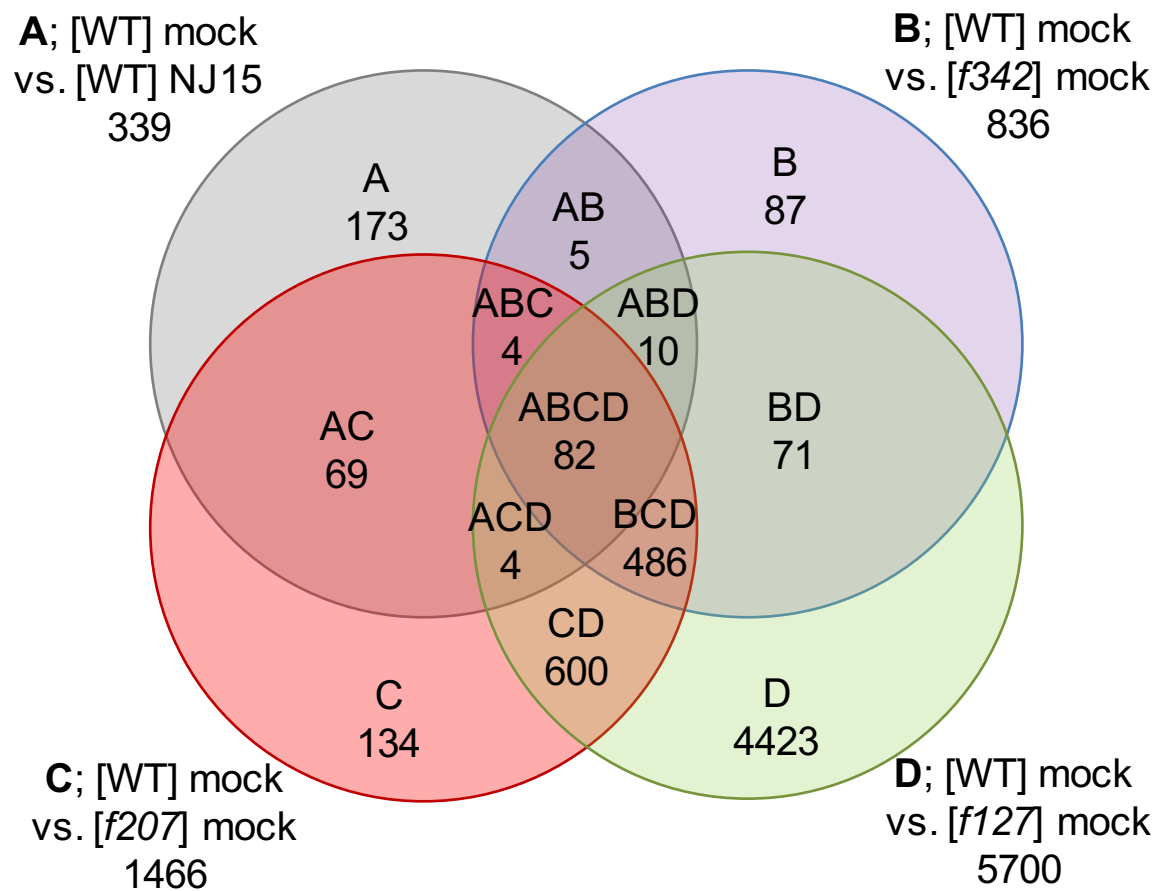 A; [WT] mock
vs. [WT] NJ15
339
B; [WT] mock
vs. [f342] mock
836
A
173
AB
5
B
87
ABC
4
ABD
10
AC
69
ABCD
82
BD
71
ACD
4
BCD
486
CD
600
C
134
D
4423
C; [WT] mock
vs. [f207] mock
1466
D; [WT] mock
vs. [f127] mock
5700